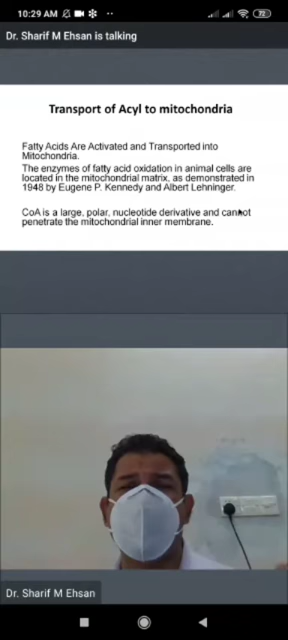 10:29 AM
72
Dr. Sharif M Ehsan is talking
Transport of Acyl to mitochondria
Fatty Acids Are Activated and Transported into
Mitochondria.
The enzymes of fatty acid oxidation in animal cells are
located in the mitochondrial matrix, as demonstrated in
1948 by Eugene P. Kennedy and Albert Lehninger.
CoA is a large, polar, nucleotide derivative and cannot
penetrate the mitochondrial inner membrane.
Dr. Sharif M Ehsan